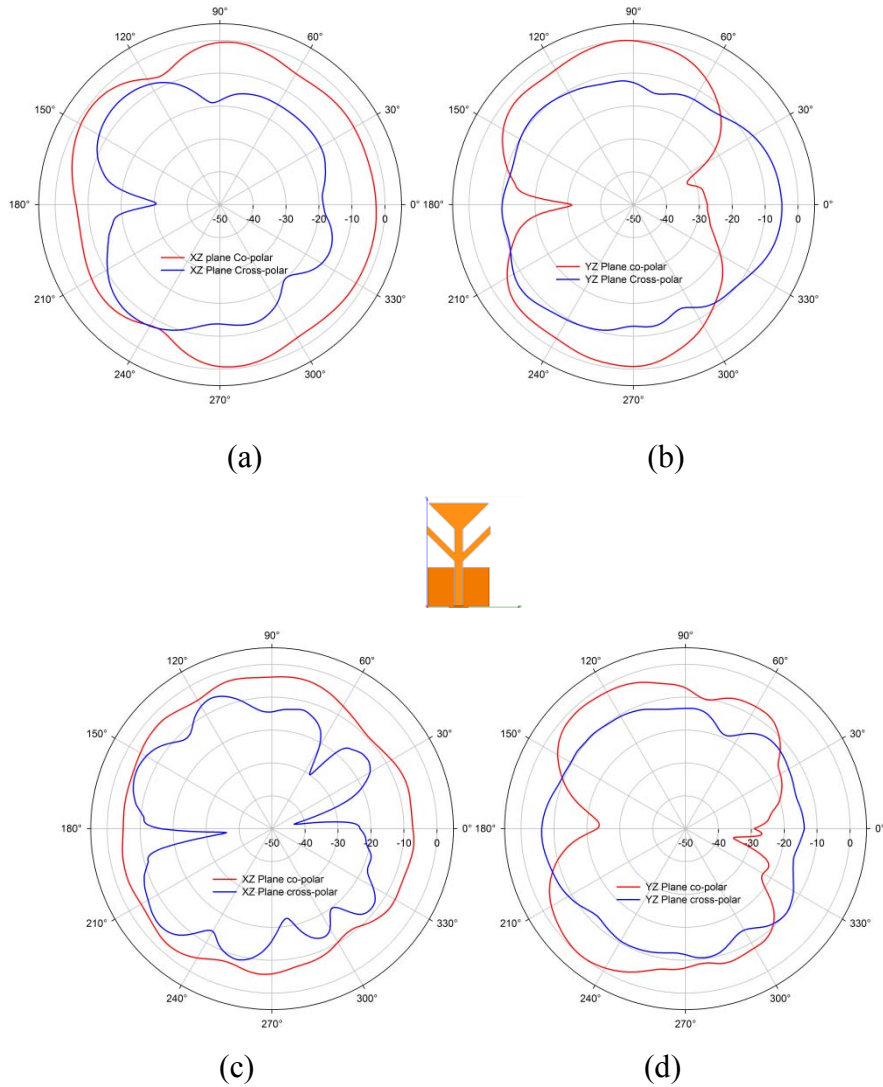 90° 90°
120° 60° 120° 60°
150° 30° 150° 30°
180° -50 -40 -30 -20 -10 0 0° 180° -50 -40 -30 -20 -10 0 0°
XZ plane Co-polar
XZ Plane Cross-polar
YZ Plane co-polar
YZ Plane Cross-polar
210° 330° 210° 330°
240° 300° 240° 300°
270° 270°
(a) (b)
90° 90°
120° 60° 120° 60°
150° 30° 150° 30°
180° -50 -40 -30 -20 -10 0 0° 180° -50 -40 -30 -20 -10 0 0°
XZ Plane co-polar
XZ Plane cross-polar
YZ Plane co-polar
YZ Plane cross-polar
210° 330° 210° 330°
240° 300° 240° 300°
270° 270°
(c) (d)